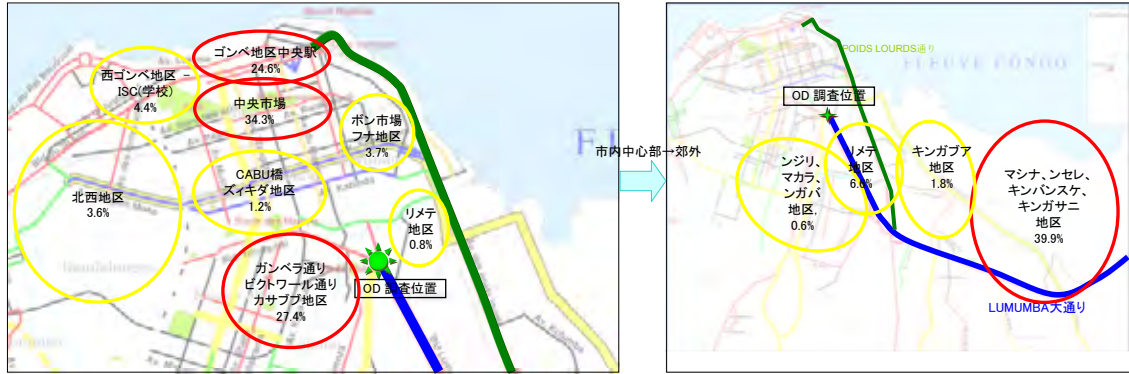 ゴンベ地区中央駅
24.6%
西ゴンベ地区 -
ISC(学校)
4.4%
中央市場
34.3%
ボン市場
フナ地区
3.7%
CABU橋
ズィキダ地区
1.2%
北西地区
3.6%
リメテ
地区
0.8%
ガンベラ通り
ビクトワール通り
カサブブ地区
27.4%
OD 調査位置
市内中心部→郊外
POIDS LOURDS通り
FLEUVE CONGO
OD 調査位置
ンジリ、
マカラ、
ンガバ
地区.
0.6%
リメテ
地区
6.6%
キンガブア
地区
1.8%
マシナ、ンセレ、
キンバンスケ、
キンガサニ
地区
39.9%
LUMUMBA大通り